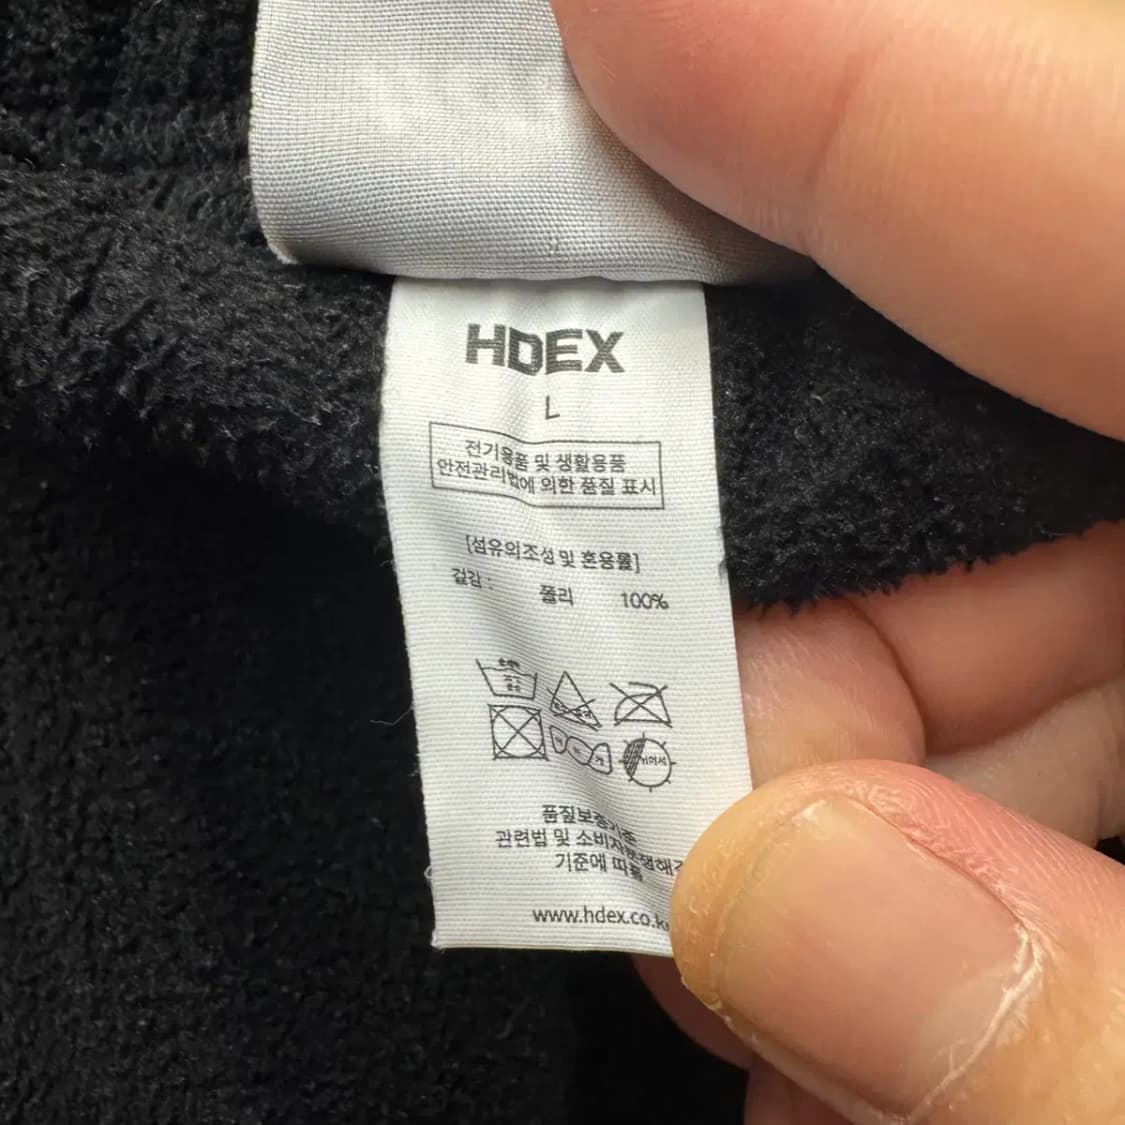 HDEX
L
전기용품 및 생활용품
안전관리법에 의한 품질 표시
[섬유의조성 및 혼용률]
겉감 : 폴리 100%
뉘어서
품질보증기준
관련법 및 소비자분쟁해결
기준에 따름
www.hdex.co.k